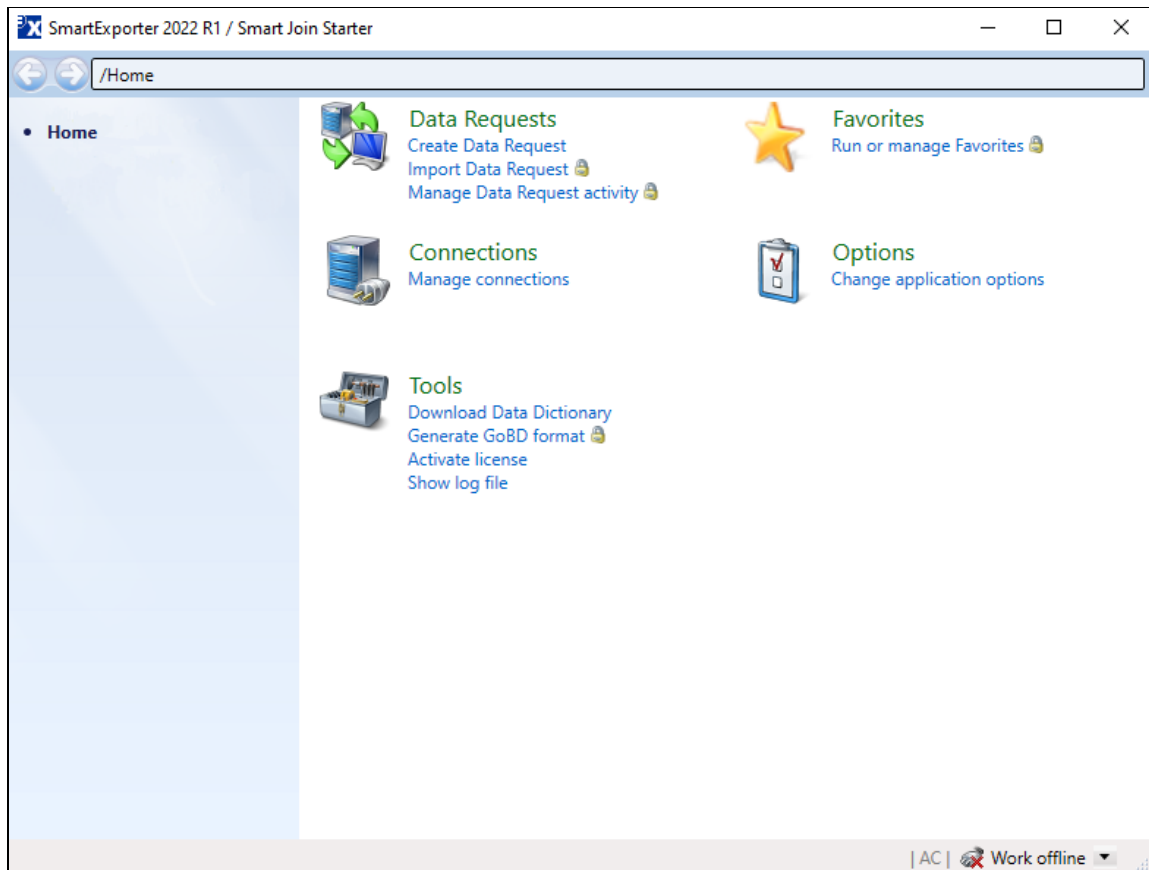 SmartExporter 2022 R1 / Smart Join Starter
/Home
• Home
Data Requests
Create Data Request
Import Data Request
Manage Data Request activity
Favorites
Run or manage Favorites
Connections
Manage connections
Options
Change application options
Tools
Download Data Dictionary
Generate GoBD format
Activate license
Show log file
| AC | Work offline